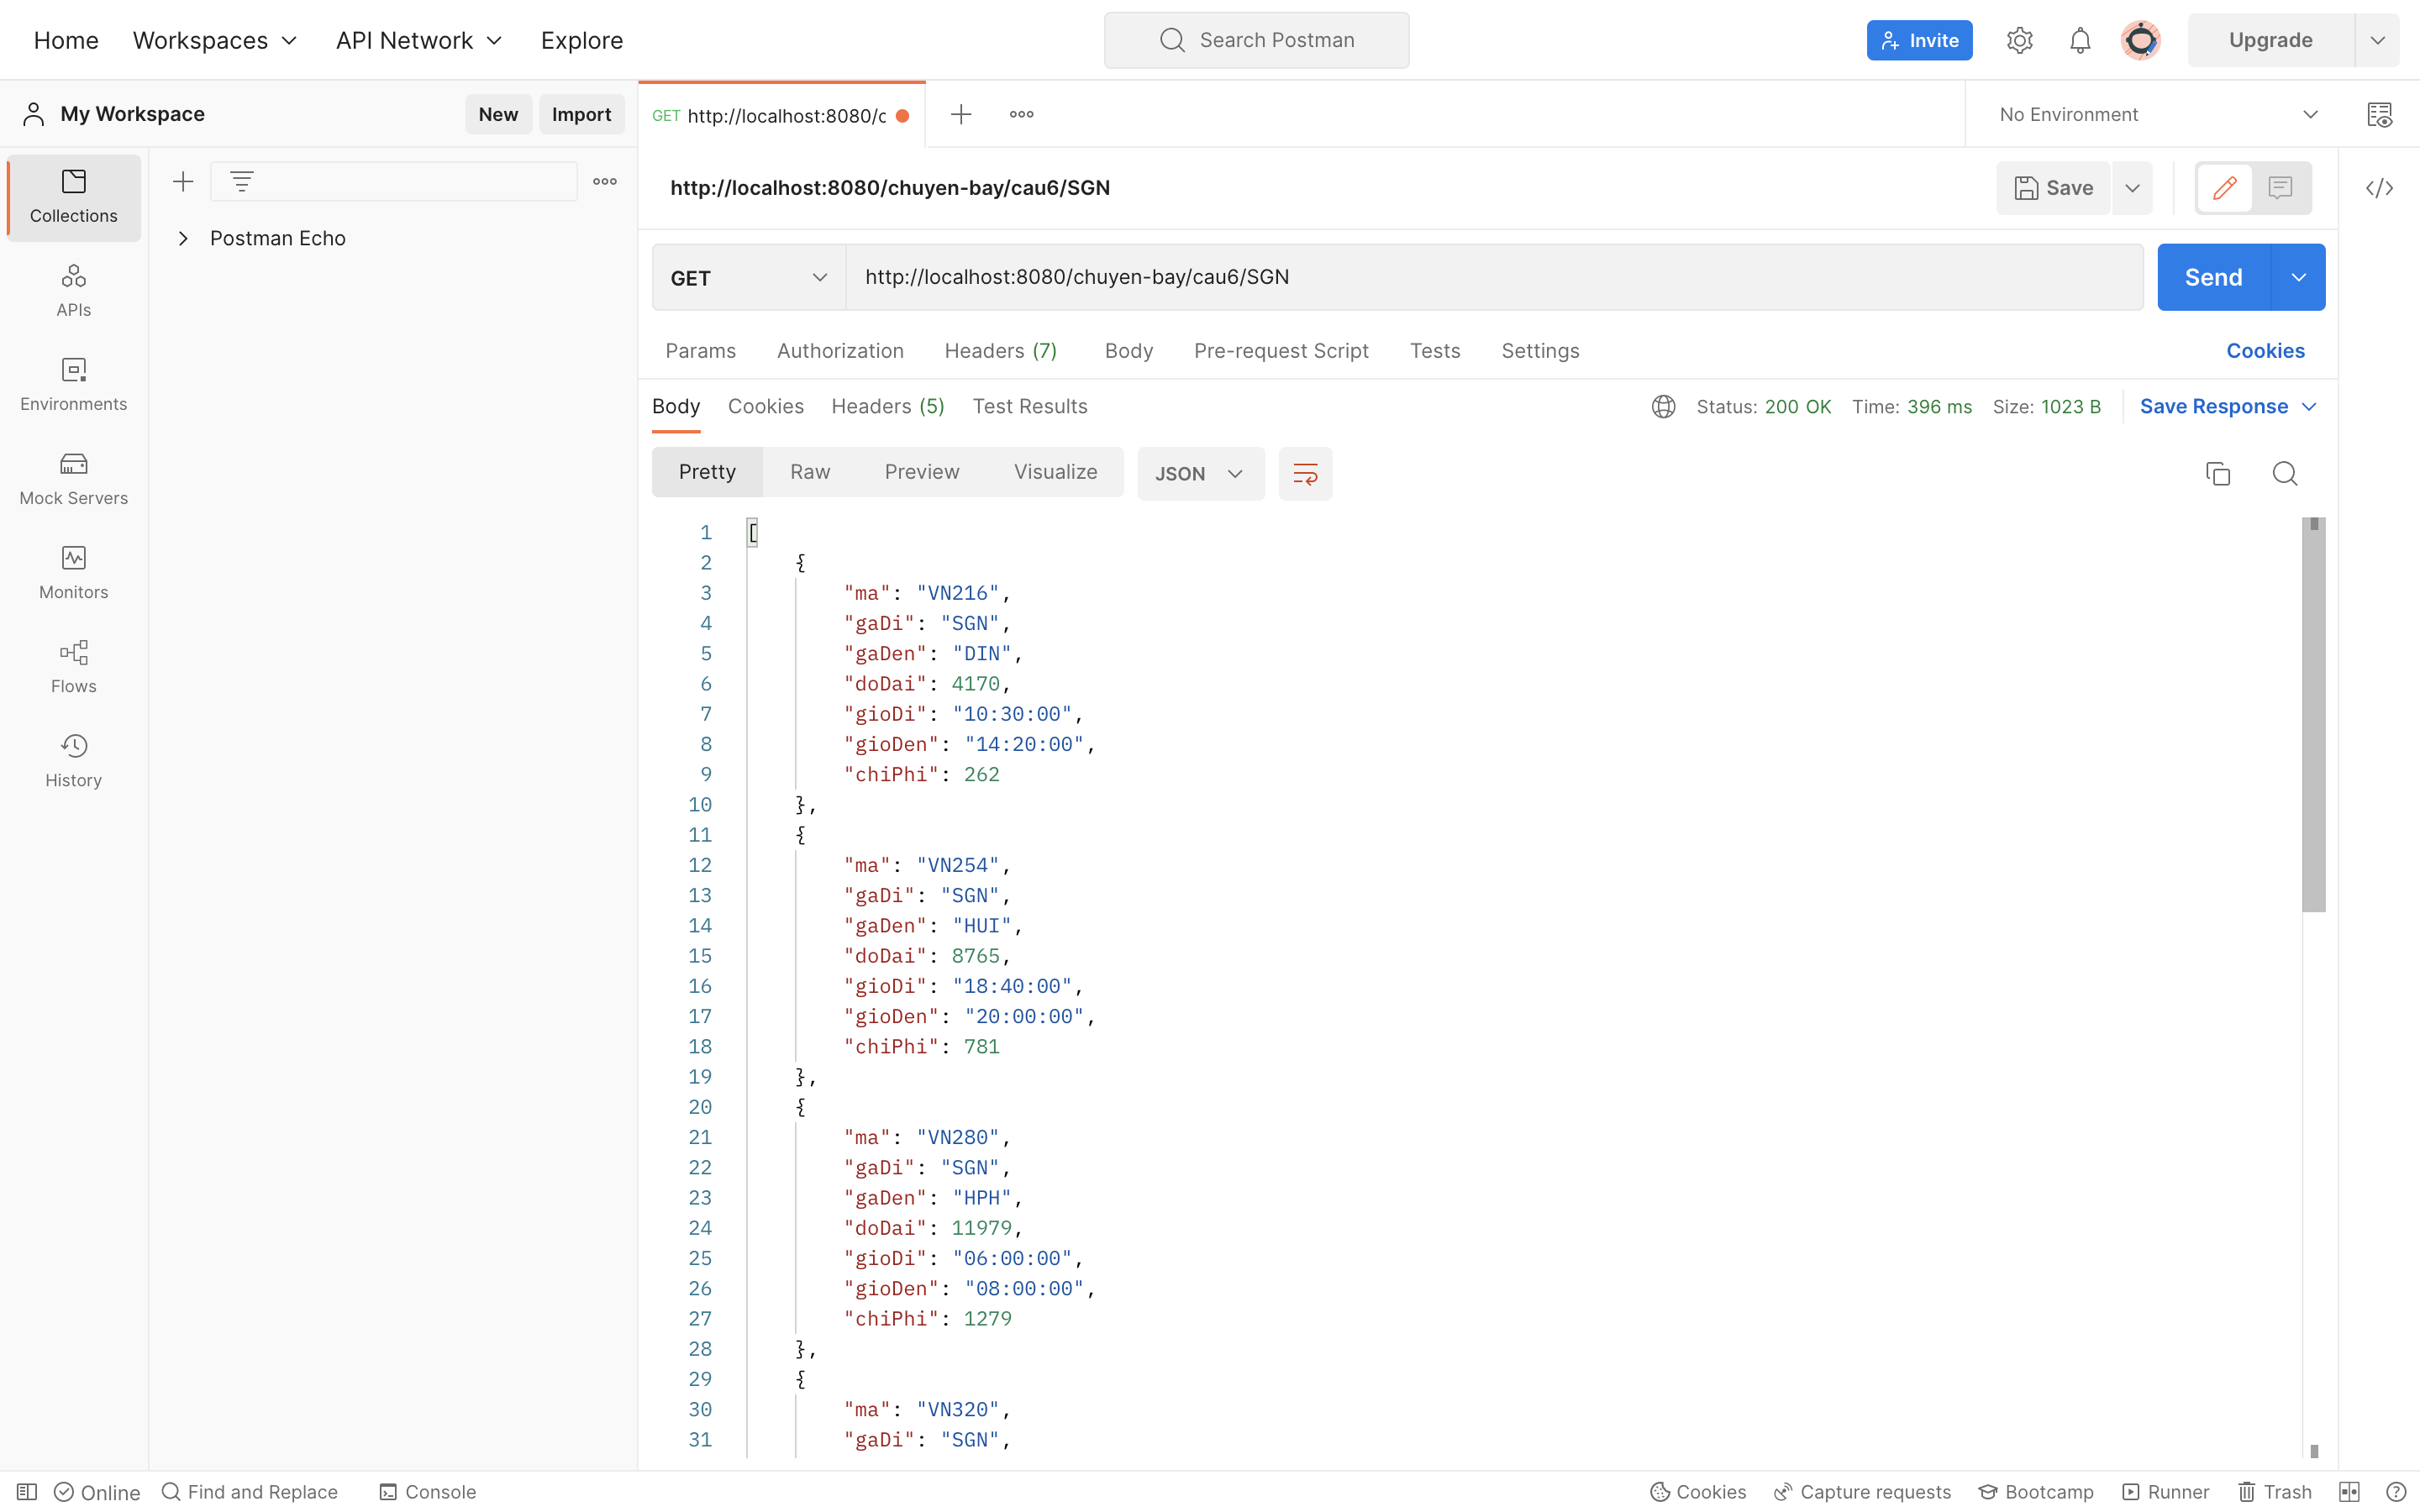 Home Workspaces API Network Explore Search Postman Invite Upgrade
My Workspace New Import GET http://localhost:8080/c No Environment
Collections
APIs
Environments
Mock Servers
Monitors
Flows
History
Postman Echo
http://localhost:8080/chuyen-bay/cau6/SGN Save
GET http://localhost:8080/chuyen-bay/cau6/SGN Send
Params Authorization Headers (7) Body Pre-request Script Tests Settings Cookies
Body Cookies Headers (5) Test Results Status: 200 OK Time: 396 ms Size: 1023 B Save Response
Pretty Raw Preview Visualize JSON
1 [
2 {
3 "ma": "VN216",
4 "gaDi": "SGN",
5 "gaDen": "DIN",
6 "doDai": 4170,
7 "gioDi": "10:30:00",
8 "gioDen": "14:20:00",
9 "chiPhi": 262
10 },
11 {
12 "ma": "VN254",
13 "gaDi": "SGN",
14 "gaDen": "HUI",
15 "doDai": 8765,
16 "gioDi": "18:40:00",
17 "gioDen": "20:00:00",
18 "chiPhi": 781
19 },
20 {
21 "ma": "VN280",
22 "gaDi": "SGN",
23 "gaDen": "HPH",
24 "doDai": 11979,
25 "gioDi": "06:00:00",
26 "gioDen": "08:00:00",
27 "chiPhi": 1279
28 },
29 {
30 "ma": "VN320",
31 "gaDi": "SGN",
Online Find and Replace Console Cookies Capture requests Bootcamp Runner Trash